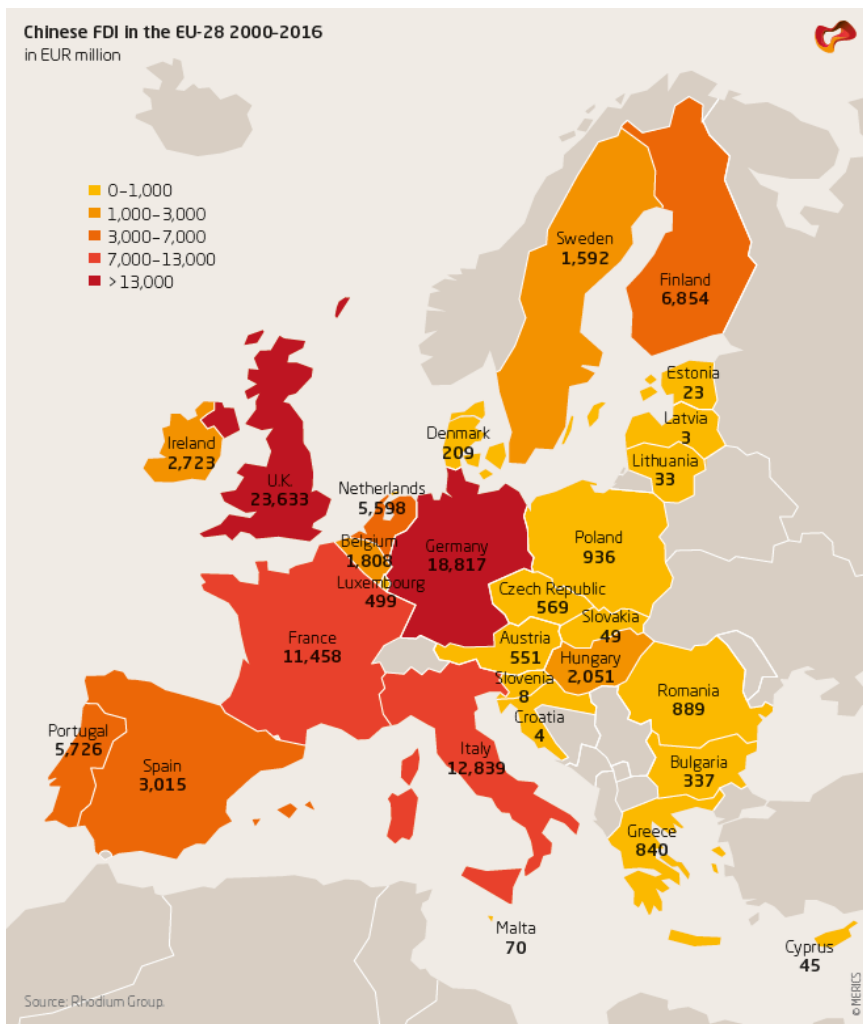 Chinese FDI in the EU-28 2000-2016
in EUR million
0–1,000
1,000–3,000
3,000–7,000
7,000–13,000
>13,000
Sweden
1,592
Finland
6,854
Estonia
23
Latvia
3
Lithuania
33
Denmark
209
Ireland
2,723
U.K.
23,633
Netherlands
5,598
Belgium
1,808
Luxembourg
499
Germany
18,817
Poland
936
Czech Republic
569
Slovakia
49
Austria
551
Hungary
2,051
Slovenia
8
Croatia
4
France
11,458
Romania
889
Bulgaria
337
Portugal
5,726
Spain
3,015
Italy
12,839
Greece
840
Malta
70
Cyprus
45
Source: Rhodium Group.
© MERICS